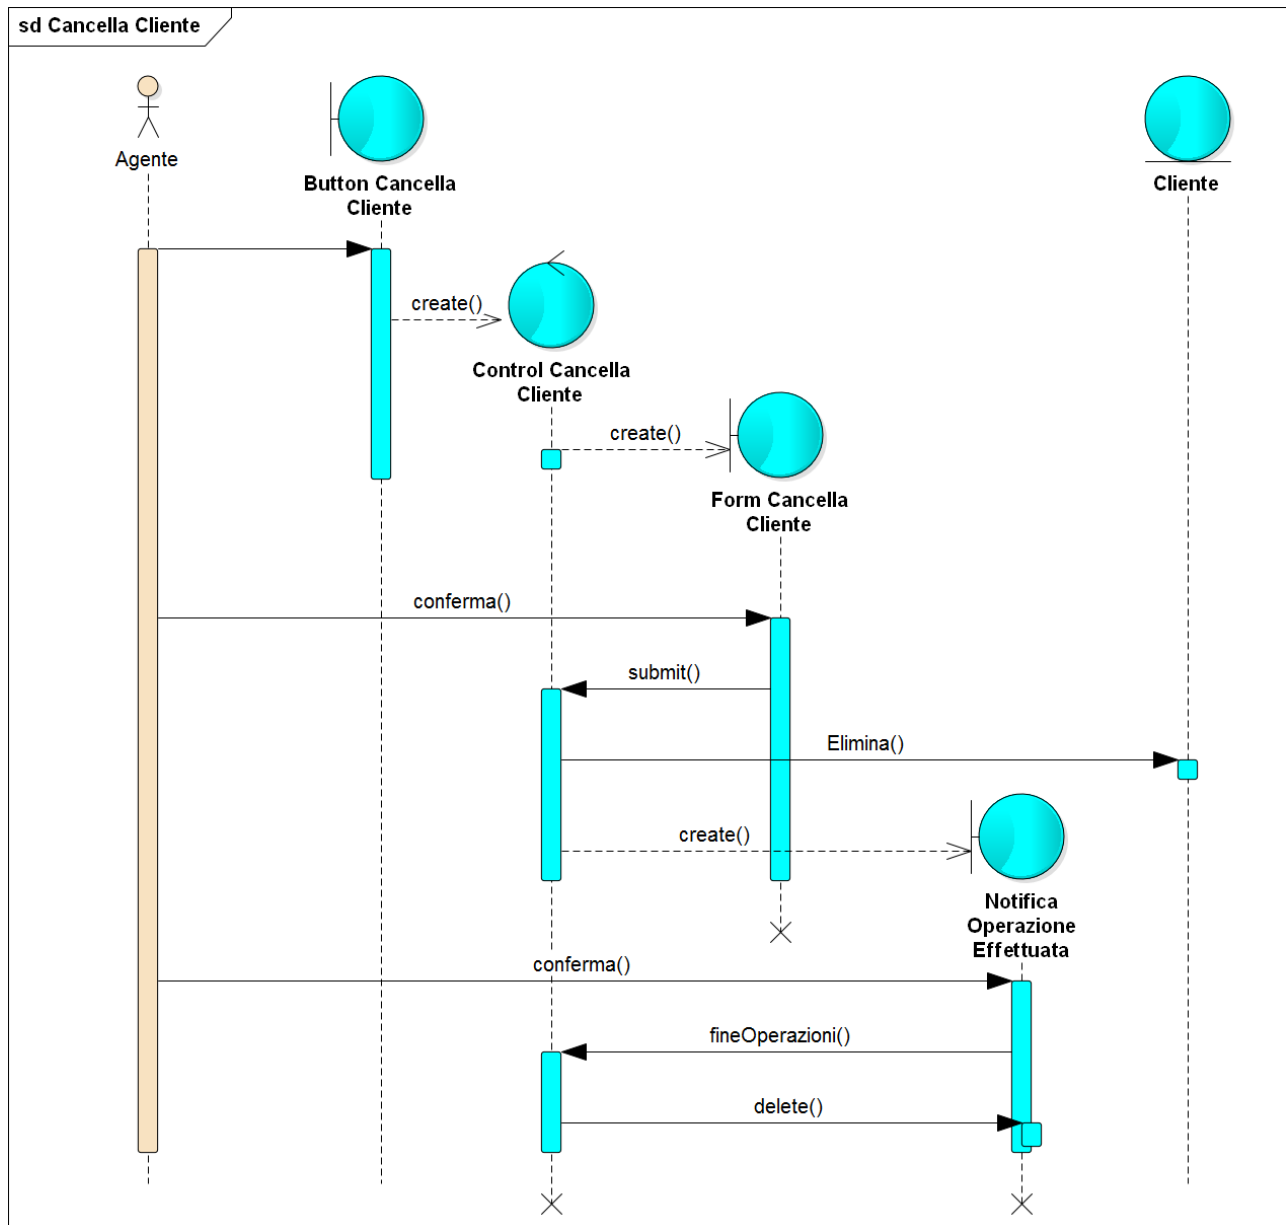 sd Cancella Cliente
Agente
Button Cancella
Cliente
Cliente
create()
Control Cancella
Cliente
create()
Form Cancella
Cliente
conferma()
submit()
Elimina()
create()
Notifica
Operazione
Effettuata
conferma()
fineOperazioni()
delete()